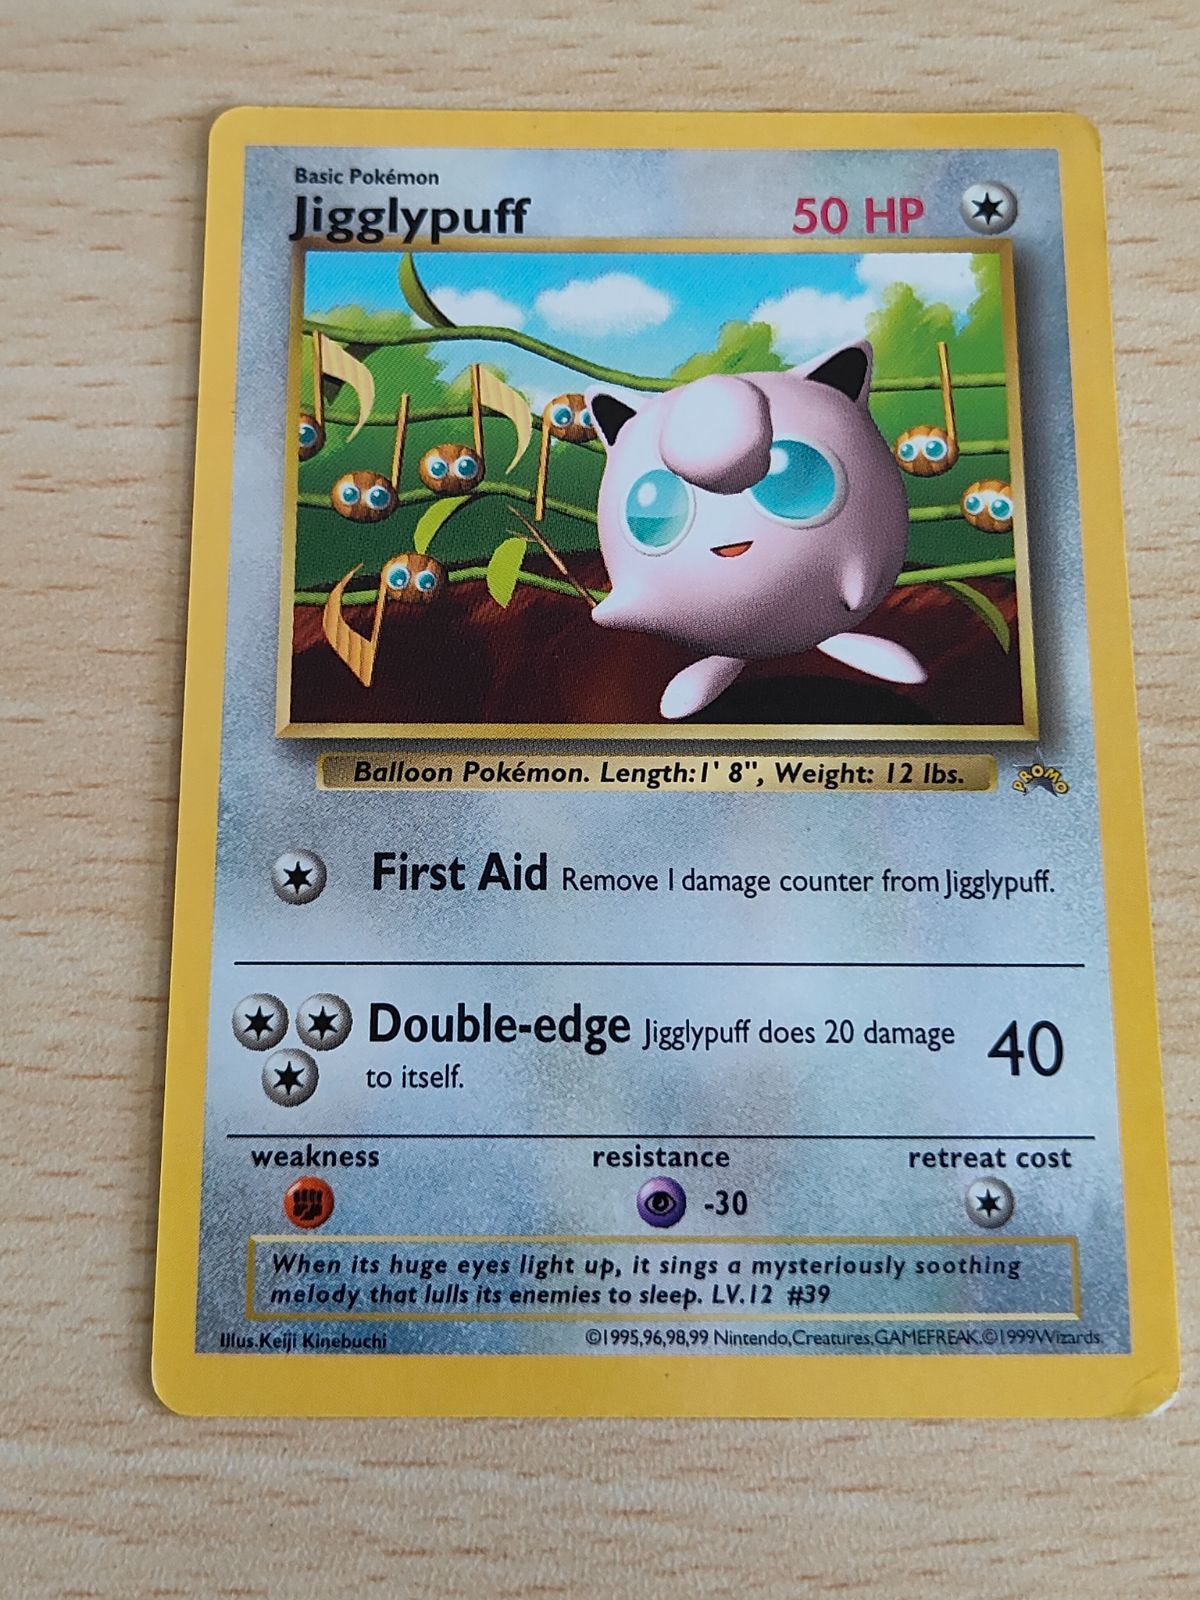 Basic Pokémon
Jigglypuff 50 HP
Balloon Pokémon. Length:1' 8", Weight: 12 lbs.
PROMO
First Aid Remove 1 damage counter from Jigglypuff.
Double-edge Jigglypuff does 20 damage 40
to itself.
weakness resistance retreat cost
-30
When its huge eyes light up, it sings a mysteriously soothing
melody that lulls its enemies to sleep. LV.12 #39
Illus.Keiji Kinebuchi ©1995,96,98,99 Nintendo,Creatures,GAMEFREAK.©1999Wizards.